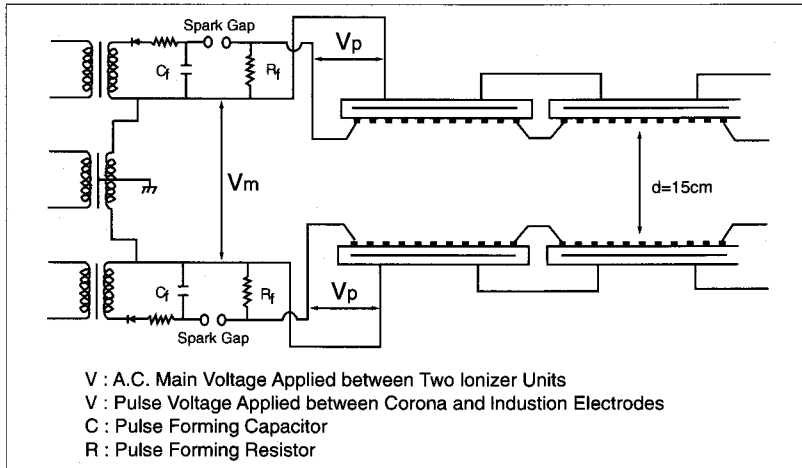 Spark Gap
Cf
Rf
Vp
Vm
d=15cm
Cf
Rf
Vp
Spark Gap
V : A.C. Main Voltage Applied between Two Ionizer Units
V : Pulse Voltage Applied between Corona and Industion Electrodes
C : Pulse Forming Capacitor
R : Pulse Forming Resistor